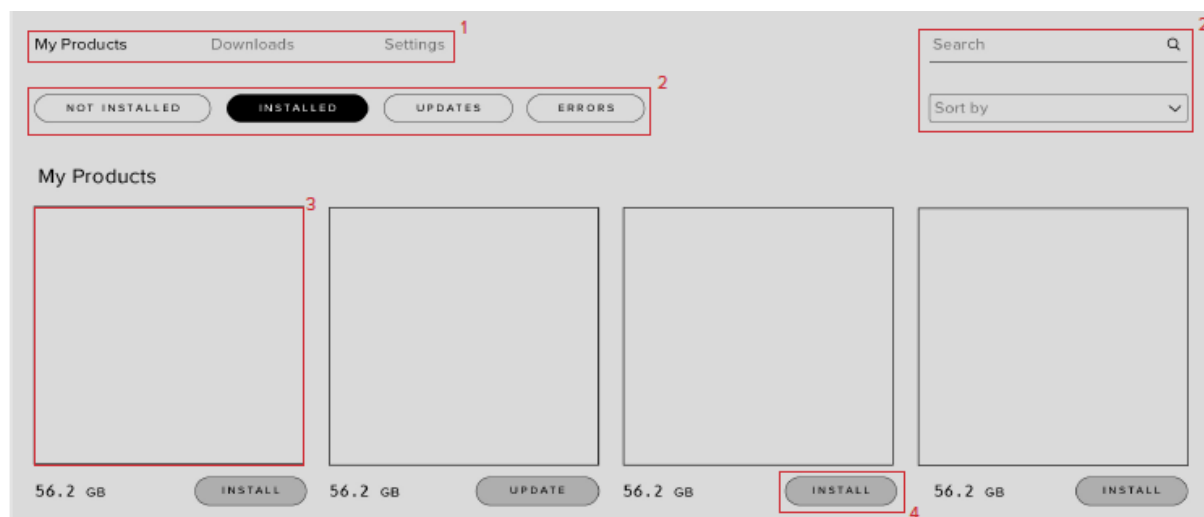 1
2
My Products Downloads Settings
Search
2
NOT INSTALLED INSTALLED UPDATES ERRORS
Sort by
My Products
3
56.2 GB INSTALL 56.2 GB UPDATE 56.2 GB INSTALL 56.2 GB INSTALL
4